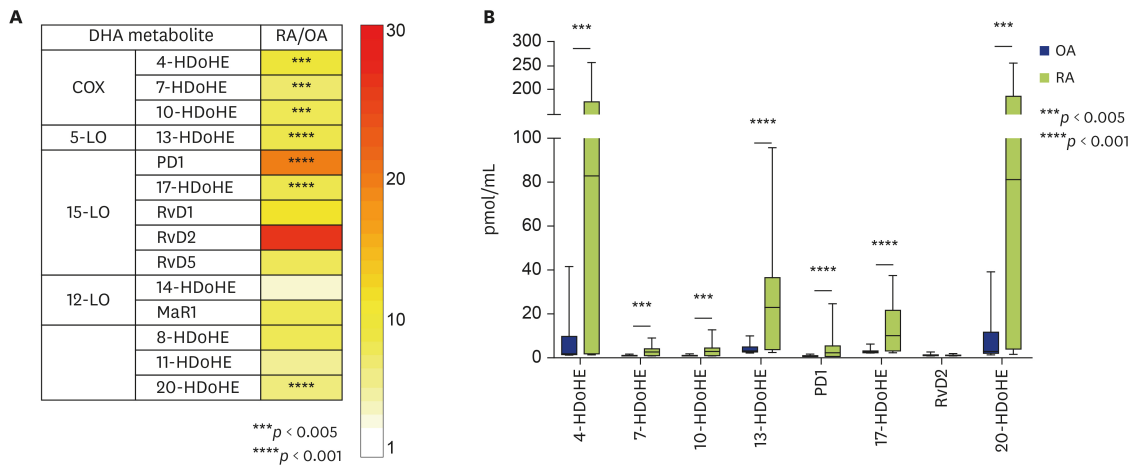 A
DHA metabolite RA/OA
COX
4-HDoHE ***
7-HDoHE ***
10-HDoHE ***
5-LO 13-HDoHE ****
15-LO
PD1 ****
17-HDoHE ****
RvD1
RvD2
RvD5
12-LO
14-HDoHE
MaR1
8-HDoHE
11-HDoHE
20-HDoHE ****
***p < 0.005
****p < 0.001
30
20
10
1
B
pmol/mL
300
250
200
100
80
60
40
20
0
***
***
***
****
****
****
***
4-HDoHE
7-HDoHE
10-HDoHE
13-HDoHE
PD1
17-HDoHE
RvD2
20-HDoHE
OA
RA
***p < 0.005
****p < 0.001